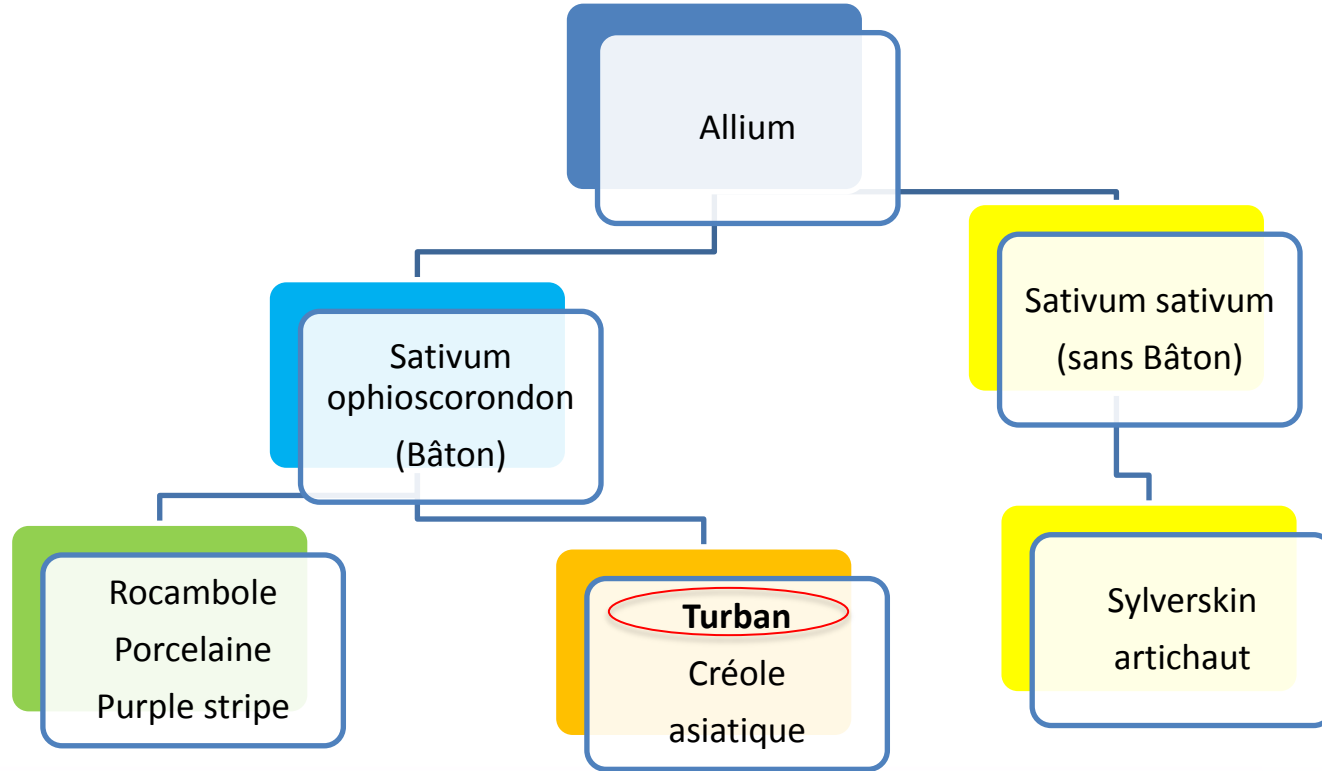 Allium
Sativum sativum
(sans Bâton)
Sativum
ophioscorondon
(Bâton)
Rocambole
Porcelaine
Purple stripe
Turban
Créole
asiatique
Sylverskin
artichaut